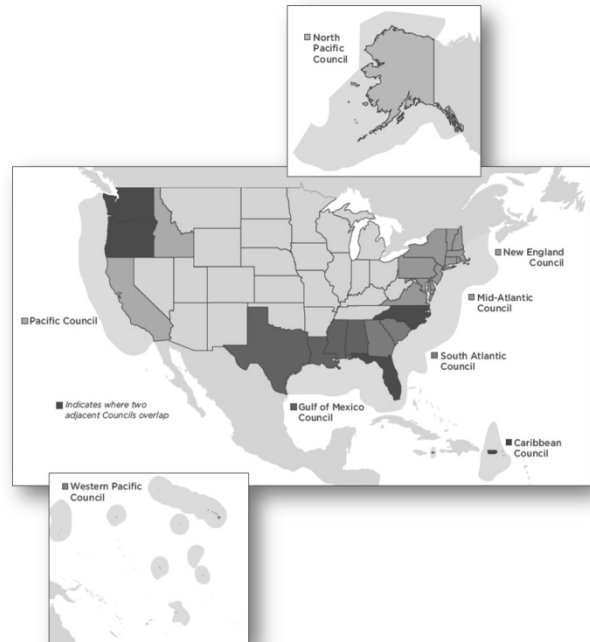 North
Pacific
Council
New England
Council
Mid-Atlantic
Council
Pacific Council
South Atlantic
Council
Indicates where two
adjacent Councils overlap
Gulf of Mexico
Council
Caribbean
Council
Western Pacific
Council